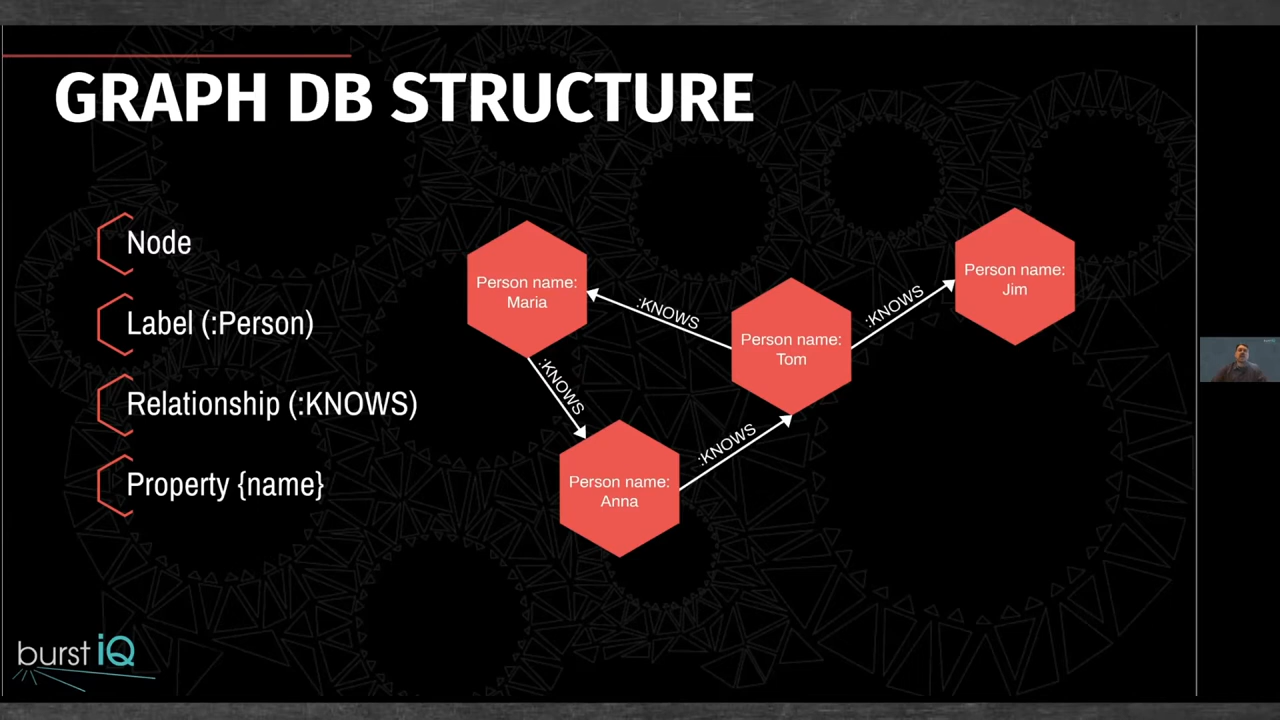 GRAPH DB STRUCTURE
Node
Label (:Person)
Relationship (:KNOWS)
Property {name}
Person name:
Maria
:KNOWS
Person name:
Tom
:KNOWS
Person name:
Jim
:KNOWS
Person name:
Anna
:KNOWS
burst iQ